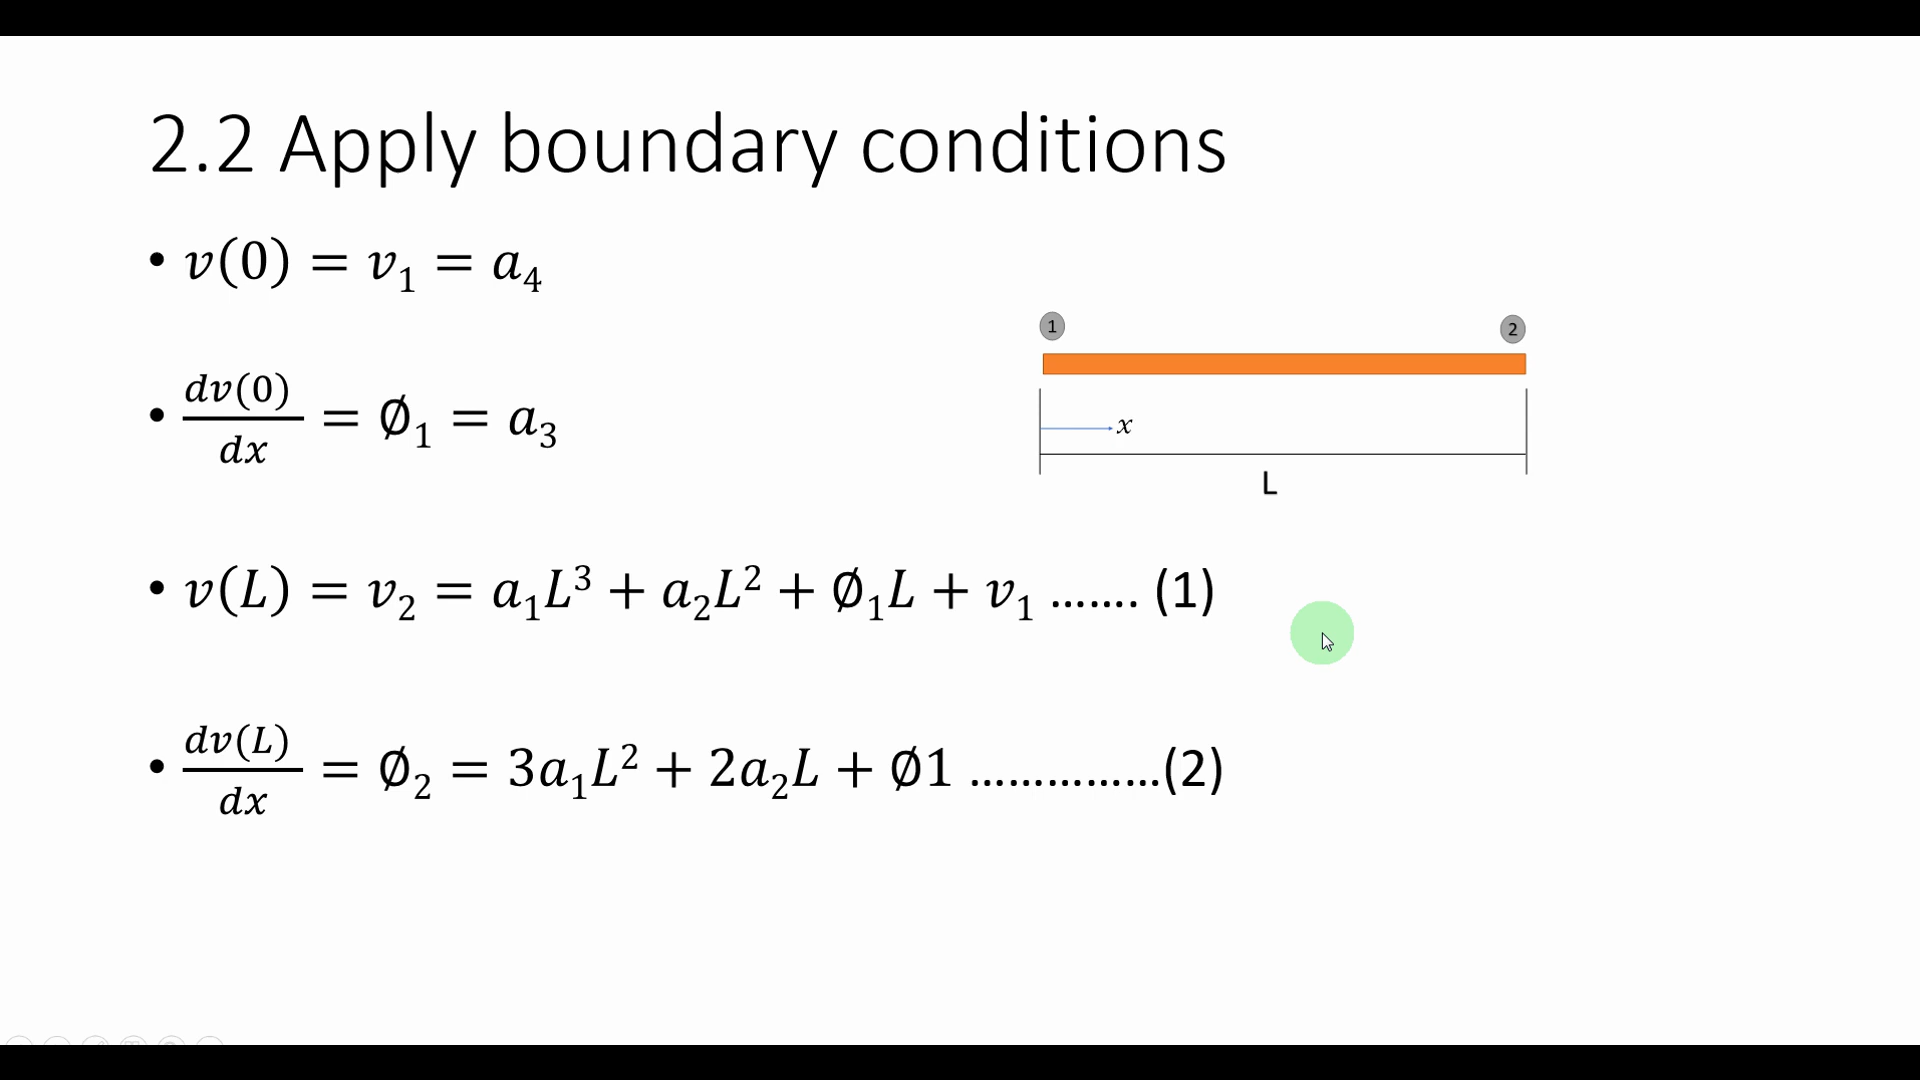 2.2 Apply boundary conditions
• 𝑣(0) = 𝑣₁ = 𝑎₄
1
2
• 𝑑𝑣(0)/𝑑𝑥 = ∅₁ = 𝑎₃
𝑥
L
• 𝑣(𝐿) = 𝑣₂ = 𝑎₁𝐿³ + 𝑎₂𝐿² + ∅₁𝐿 + 𝑣₁ ....... (1)
• 𝑑𝑣(𝐿)/𝑑𝑥 = ∅₂ = 3𝑎₁𝐿² + 2𝑎₂𝐿 + ∅1 ...............(2)